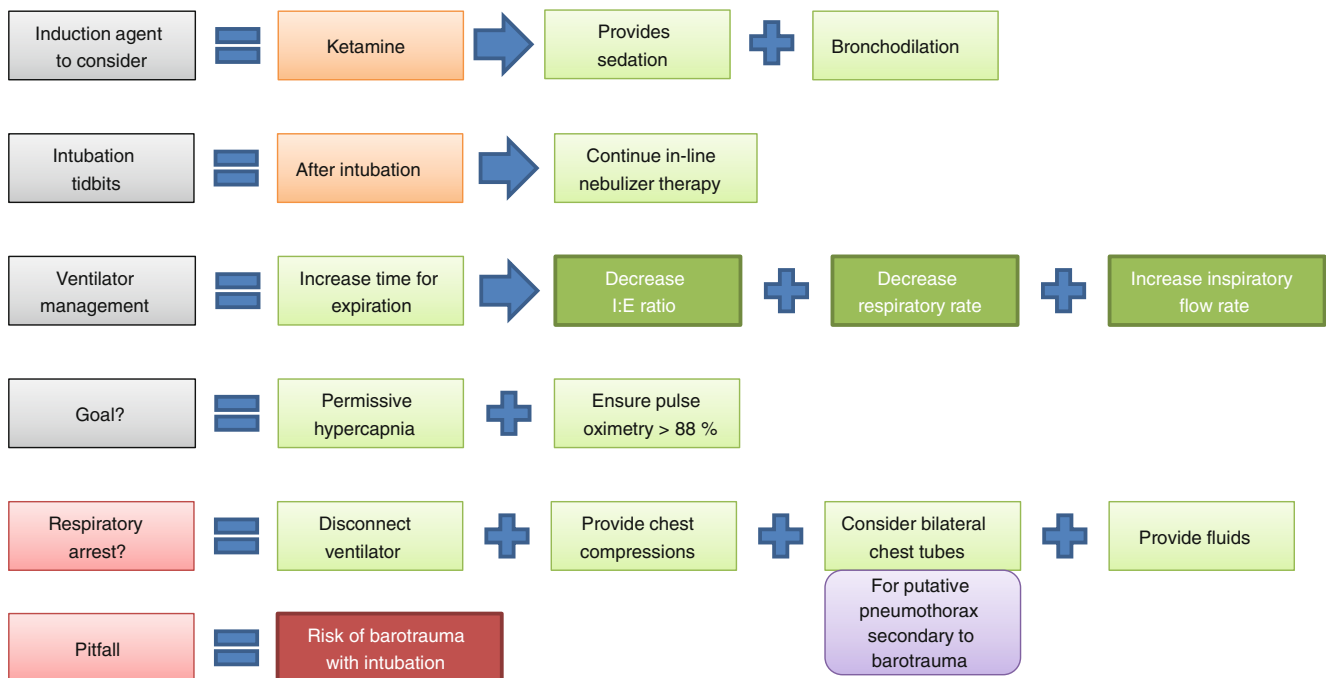 Induction agent
to consider
Ketamine
Provides
sedation
Bronchodilation
Intubation
tidbits
After intubation
Continue in-line
nebulizer therapy
Ventilator
management
Increase time for
expiration
Decrease
I:E ratio
Decrease
respiratory rate
Increase inspiratory
flow rate
Goal?
Permissive
hypercapnia
Ensure pulse
oximetry > 88 %
Respiratory
arrest?
Disconnect
ventilator
Provide chest
compressions
Consider bilateral
chest tubes
Provide fluids
For putative
pneumothorax
secondary to
barotrauma
Pitfall
Risk of barotrauma
with intubation